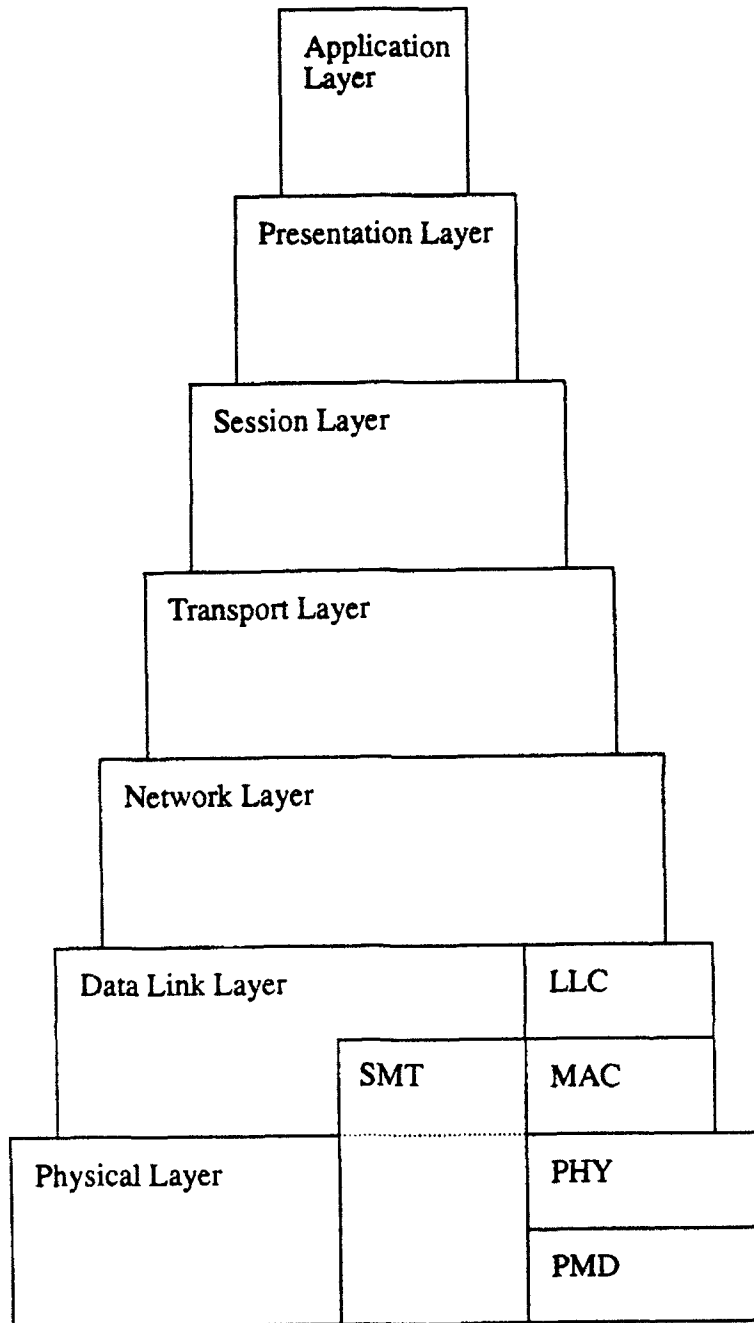 Application
Layer
Presentation Layer
Session Layer
Transport Layer
Network Layer
Data Link Layer
LLC
SMT
MAC
Physical Layer
PHY
PMD